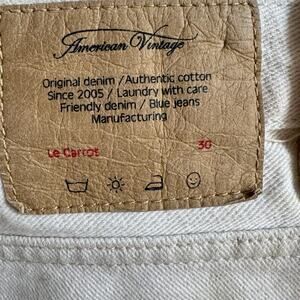 American Vintage
Original denim / Authentic cotton
Since 2005 / Laundry with care
Friendly denim / Blue jeans
Manufacturing
Le Carrot 30